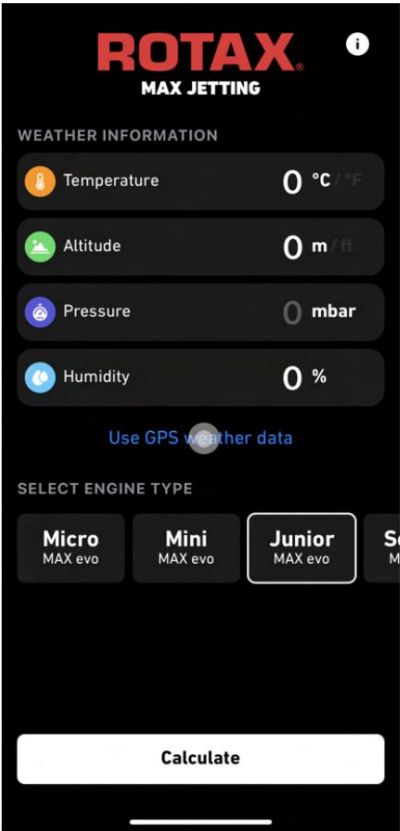 ROTAX®
MAX JETTING
WEATHER INFORMATION
Temperature 0 °C / °F
Altitude 0 m / ft
Pressure 0 mbar
Humidity 0 %
Use GPS weather data
SELECT ENGINE TYPE
Micro
MAX evo
Mini
MAX evo
Junior
MAX evo
Calculate